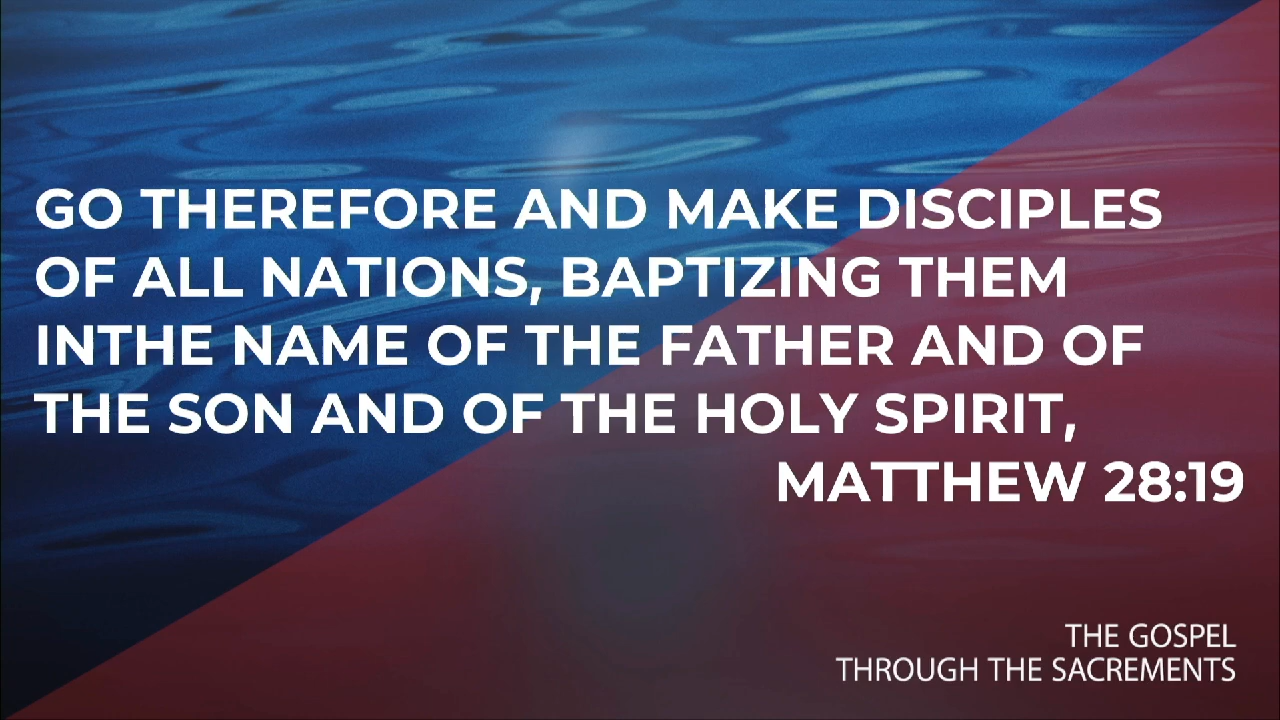 GO THEREFORE AND MAKE DISCIPLES
OF ALL NATIONS, BAPTIZING THEM
INTHE NAME OF THE FATHER AND OF
THE SON AND OF THE HOLY SPIRIT,
MATTHEW 28:19
THE GOSPEL
THROUGH THE SACREMENTS